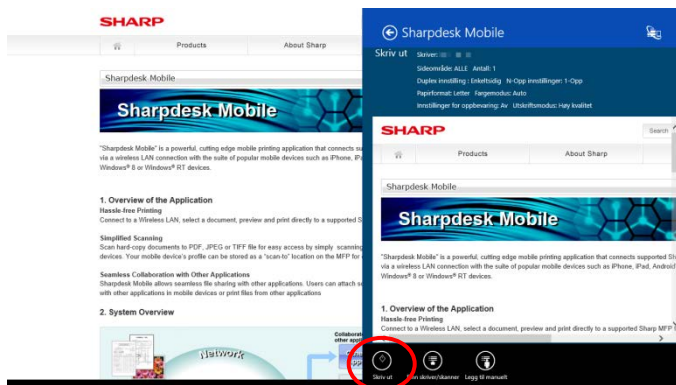 SHARP
Products
About Sharp
Sharpdesk Mobile
Sharpdesk Mobile
"Sharpdesk Mobile" is a powerful, cutting edge mobile printing application that connects su
via a wireless LAN connection with the suite of popular mobile devices such as iPhone, iPa
Windows® 8 or Windows® RT devices.
1. Overview of the Application
Hassle-free Printing
Connect to a Wireless LAN, select a document, preview and print directly to a supported S
Simplified Scanning
Scan hard-copy documents to PDF, JPEG or TIFF file for easy access by simply scanning
devices. Your mobile device's profile can be stored as a "scan-to" location on the MFP for
Seamless Collaboration with Other Applications
Sharpdesk Mobile allows seamless file sharing with other applications. Users can attach s
with other applications in mobile devices or print files from other applications
2. System Overview
Network
Collaborat
other appli
Sharpdesk Mobile
Skriv ut
Skriver:
Sideområde: ALLE Antall: 1
Dupleks innstilling : Enkeltsidig N-Opp innstillinger: 1-Opp
Papirformat: Letter Fargemodus: Auto
Innstillinger for oppbevaring: Av Utskriftsmodus: Høy kvalitet
SHARP
Search
Products
About Sharp
Sharpdesk Mobile
Sharpdesk Mobile
"Sharpdesk Mobile" is a powerful, cutting edge mobile printing application that connects supported Sh
via a wireless LAN connection with the suite of popular mobile devices such as iPhone, iPad, Android
Windows® 8 or Windows® RT devices.
1. Overview of the Application
Hassle-free Printing
Connect to a Wireless LAN, select a document, preview and print directly to a supported Sharp MFP
Skriv ut
skriver/skanner
Legg til manuelt